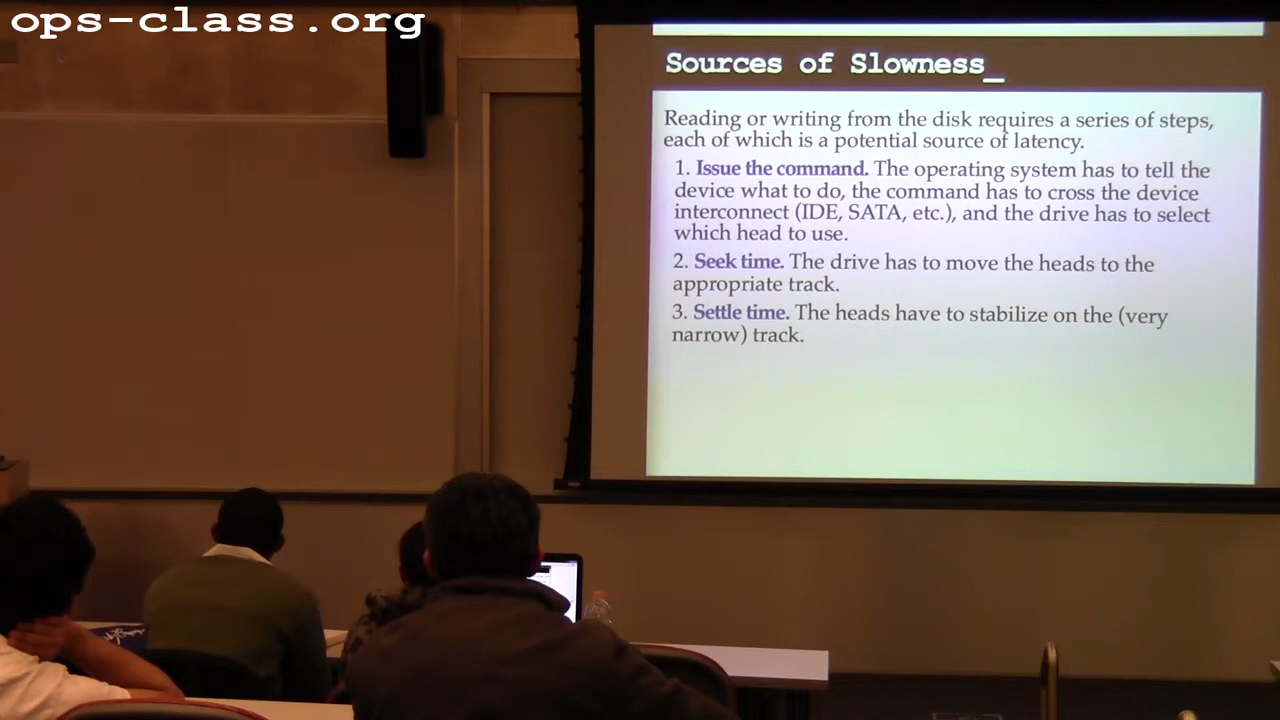 ops-class.org
Sources of Slowness_
Reading or writing from the disk requires a series of steps,
each of which is a potential source of latency.
1. Issue the command. The operating system has to tell the
device what to do, the command has to cross the device
interconnect (IDE, SATA, etc.), and the drive has to select
which head to use.
2. Seek time. The drive has to move the heads to the
appropriate track.
3. Settle time. The heads have to stabilize on the (very
narrow) track.